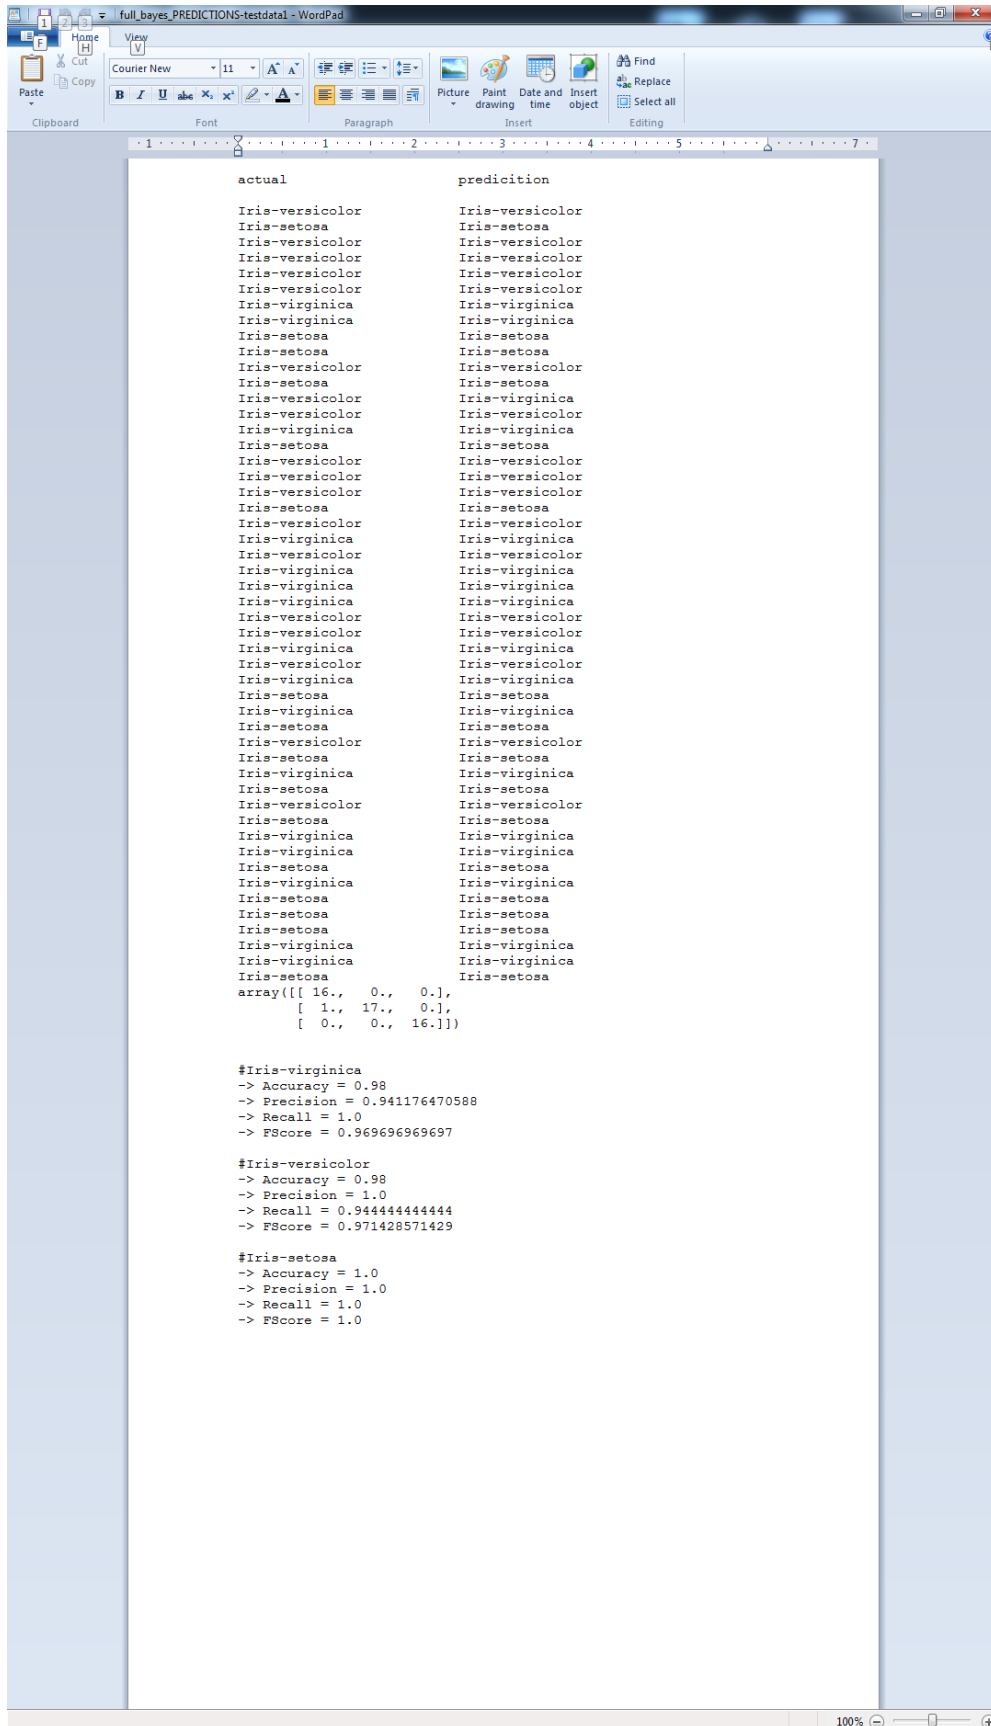 full_bayes_PREDICTIONS-testdata1 - WordPad
1 2 3
F Home H View V
Paste Cut Copy
Courier New 11 A A
B I U abc X₂ x² A
Picture Paint drawing Date and time Insert object
Find
Replace
Select all
Clipboard Font Paragraph Insert Editing
1 1 2 3 4 5 7
actual predicition
Iris-versicolor Iris-versicolor
Iris-setosa Iris-setosa
Iris-versicolor Iris-versicolor
Iris-versicolor Iris-versicolor
Iris-versicolor Iris-versicolor
Iris-versicolor Iris-versicolor
Iris-virginica Iris-virginica
Iris-virginica Iris-virginica
Iris-setosa Iris-setosa
Iris-setosa Iris-setosa
Iris-versicolor Iris-versicolor
Iris-setosa Iris-setosa
Iris-versicolor Iris-virginica
Iris-versicolor Iris-versicolor
Iris-virginica Iris-virginica
Iris-setosa Iris-setosa
Iris-versicolor Iris-versicolor
Iris-versicolor Iris-versicolor
Iris-versicolor Iris-versicolor
Iris-setosa Iris-setosa
Iris-versicolor Iris-versicolor
Iris-virginica Iris-virginica
Iris-versicolor Iris-versicolor
Iris-virginica Iris-virginica
Iris-virginica Iris-virginica
Iris-virginica Iris-virginica
Iris-versicolor Iris-versicolor
Iris-versicolor Iris-versicolor
Iris-virginica Iris-virginica
Iris-versicolor Iris-versicolor
Iris-virginica Iris-virginica
Iris-setosa Iris-setosa
Iris-virginica Iris-virginica
Iris-setosa Iris-setosa
Iris-versicolor Iris-versicolor
Iris-setosa Iris-setosa
Iris-virginica Iris-virginica
Iris-setosa Iris-setosa
Iris-versicolor Iris-versicolor
Iris-setosa Iris-setosa
Iris-virginica Iris-virginica
Iris-virginica Iris-virginica
Iris-setosa Iris-setosa
Iris-virginica Iris-virginica
Iris-setosa Iris-setosa
Iris-setosa Iris-setosa
Iris-setosa Iris-setosa
Iris-virginica Iris-virginica
Iris-virginica Iris-virginica
Iris-setosa Iris-setosa
array([[ 16., 0., 0.],
[ 1., 17., 0.],
[ 0., 0., 16.]])
#Iris-virginica
-> Accuracy = 0.98
-> Precision = 0.941176470588
-> Recall = 1.0
-> FScore = 0.969696969697
#Iris-versicolor
-> Accuracy = 0.98
-> Precision = 1.0
-> Recall = 0.944444444444
-> FScore = 0.971428571429
#Iris-setosa
-> Accuracy = 1.0
-> Precision = 1.0
-> Recall = 1.0
-> FScore = 1.0
100%